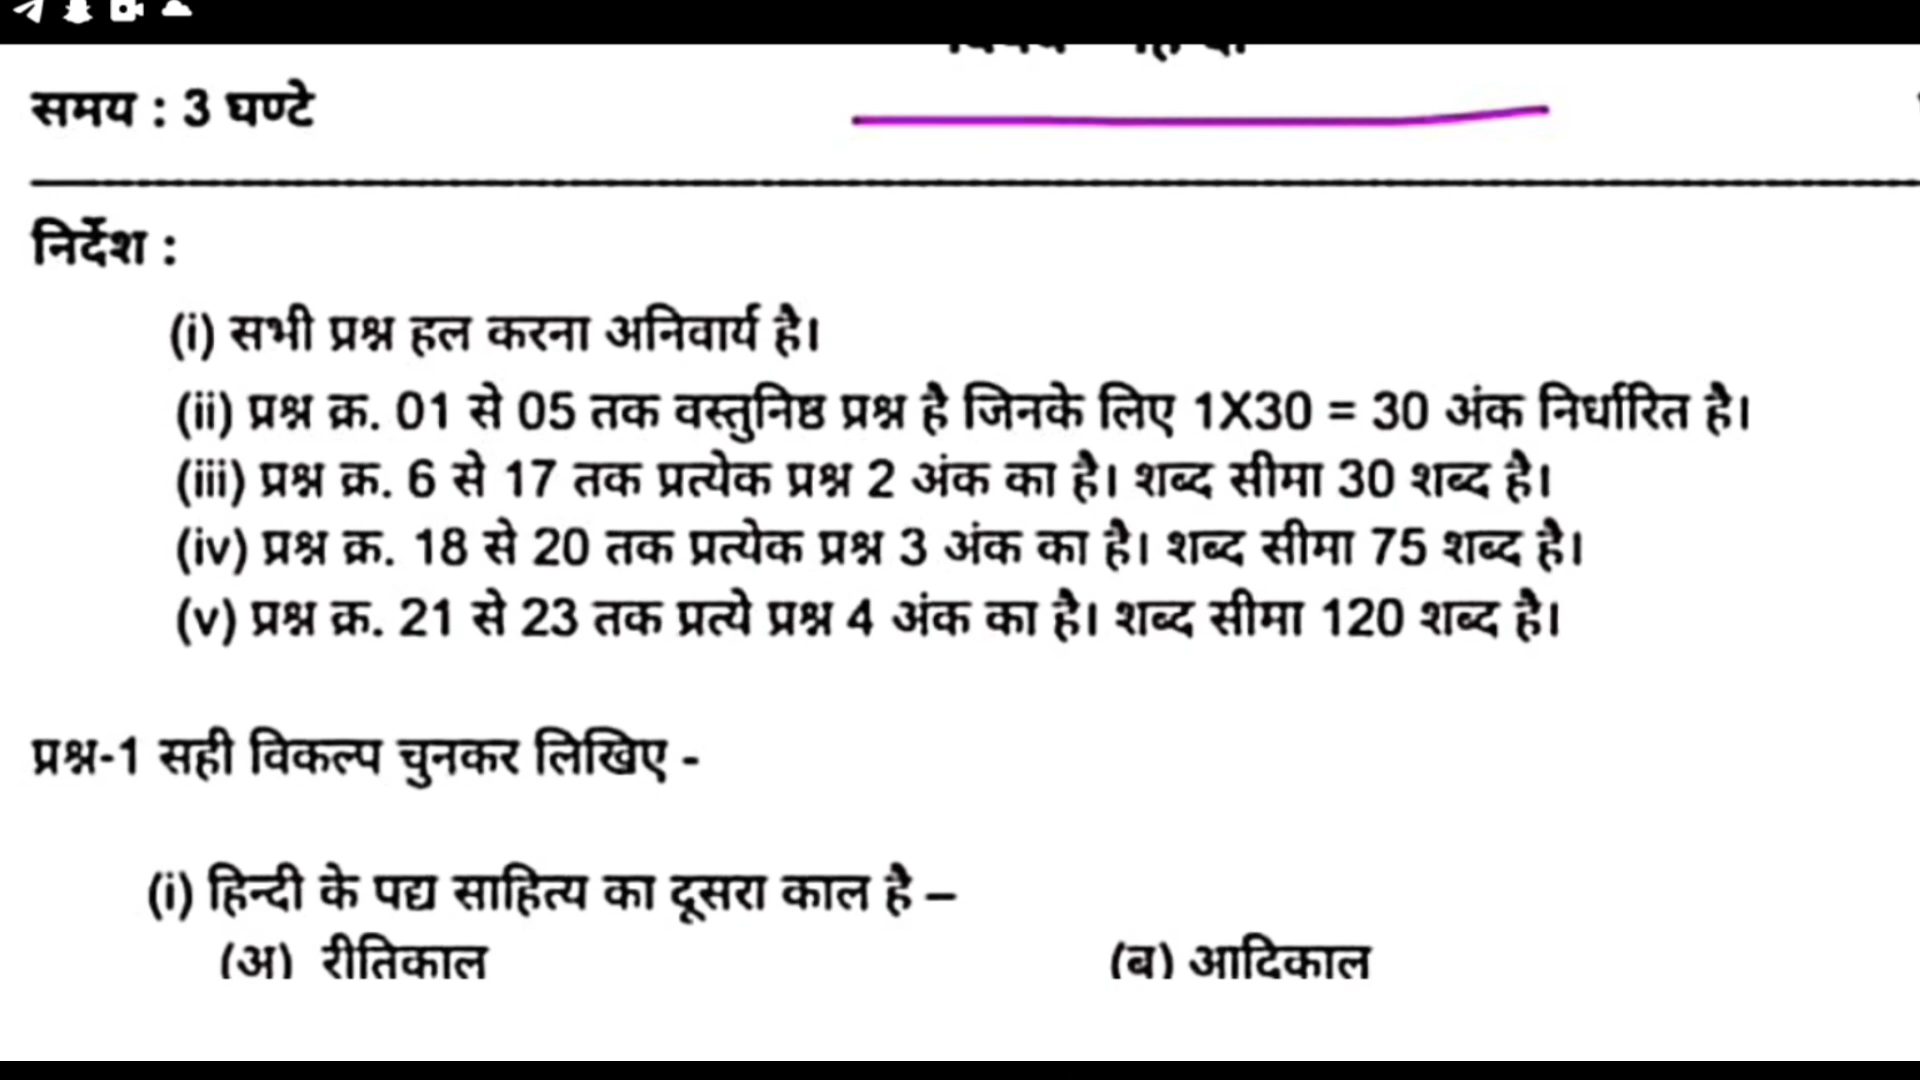 समय : 3 घण्टे
निर्देश :
(i) सभी प्रश्न हल करना अनिवार्य है।
(ii) प्रश्न क्र. 01 से 05 तक वस्तुनिष्ठ प्रश्न है जिनके लिए 1X30 = 30 अंक निर्धारित है।
(iii) प्रश्न क्र. 6 से 17 तक प्रत्येक प्रश्न 2 अंक का है। शब्द सीमा 30 शब्द है।
(iv) प्रश्न क्र. 18 से 20 तक प्रत्येक प्रश्न 3 अंक का है। शब्द सीमा 75 शब्द है।
(v) प्रश्न क्र. 21 से 23 तक प्रत्ये प्रश्न 4 अंक का है। शब्द सीमा 120 शब्द है।
प्रश्न-1 सही विकल्प चुनकर लिखिए -
(i) हिन्दी के पद्य साहित्य का दूसरा काल है –
(अ) रीतिकाल (ब) आदिकाल